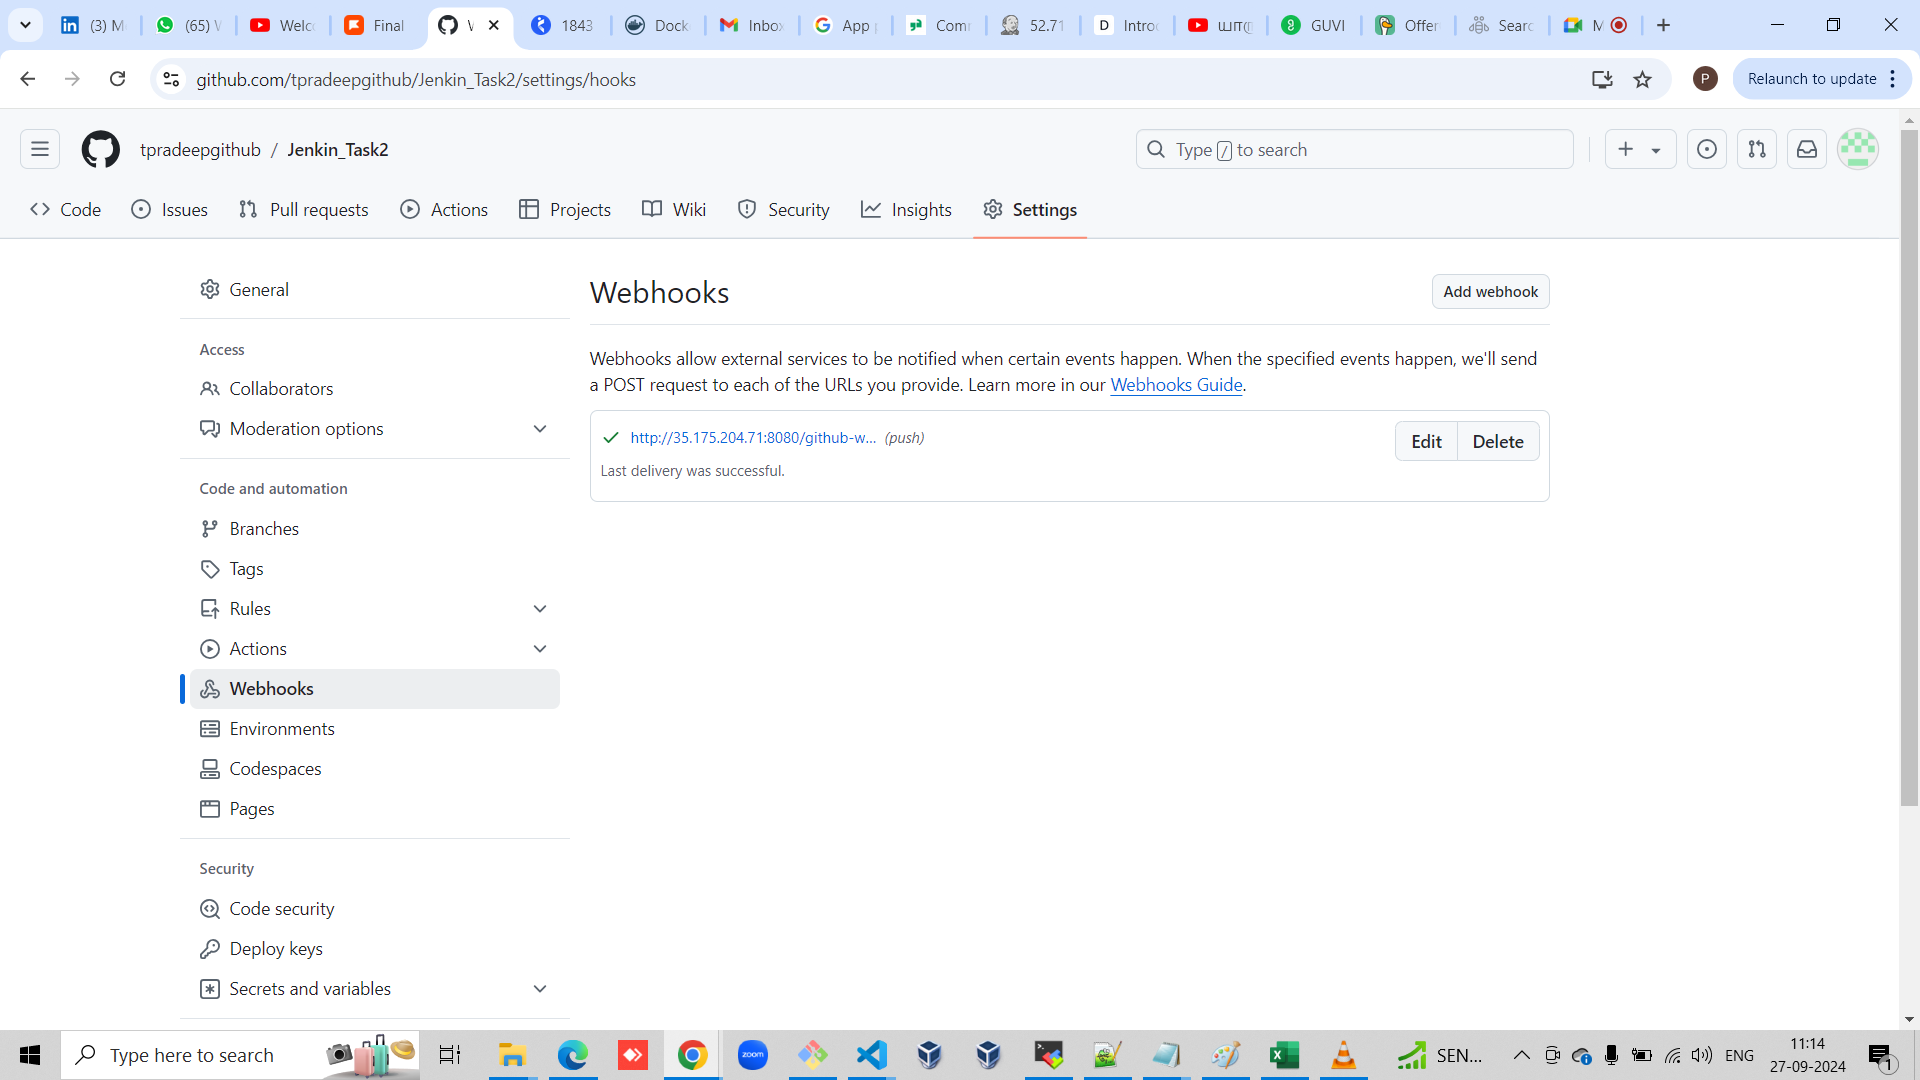 (3) M
(65) W
Welc
Final
W
1843
Dock
Inbox
App p
Comm
52.71
Introd
GUVI
Offer
Searc
M
github.com/tpradeepgithub/Jenkin_Task2/settings/hooks
P
Relaunch to update
tpradeepgithub / Jenkin_Task2
Type / to search
Code
Issues
Pull requests
Actions
Projects
Wiki
Security
Insights
Settings
General
Access
Collaborators
Moderation options
Code and automation
Branches
Tags
Rules
Actions
Webhooks
Environments
Codespaces
Pages
Security
Code security
Deploy keys
Secrets and variables
Webhooks
Add webhook
Webhooks allow external services to be notified when certain events happen. When the specified events happen, we'll send
a POST request to each of the URLs you provide. Learn more in our Webhooks Guide.
http://35.175.204.71:8080/github-w... (push)
Edit
Delete
Last delivery was successful.
Type here to search
zoom
SEN...
ENG
11:14
27-09-2024
1